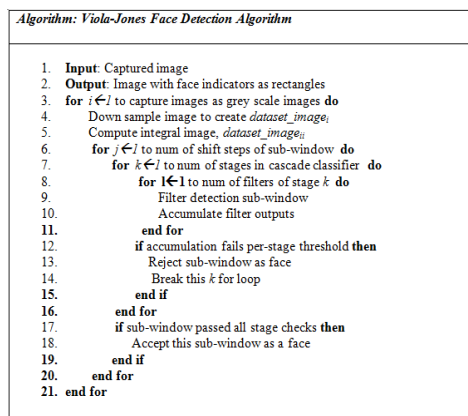 Algorithm: Viola-Jones Face Detection Algorithm
1. Input: Captured image
2. Output: Image with face indicators as rectangles
3. for i←1 to capture images as grey scale images do
4. Down sample image to create dataset_imageᵢ
5. Compute integral image, dataset_imageᵢᵢ
6. for j←1 to num of shift steps of sub-window do
7. for k←1 to num of stages in cascade classifier do
8. for l←1 to num of filters of stage k do
9. Filter detection sub-window
10. Accumulate filter outputs
11. end for
12. if accumulation fails per-stage threshold then
13. Reject sub-window as face
14. Break this k for loop
15. end if
16. end for
17. if sub-window passed all stage checks then
18. Accept this sub-window as a face
19. end if
20. end for
21. end for